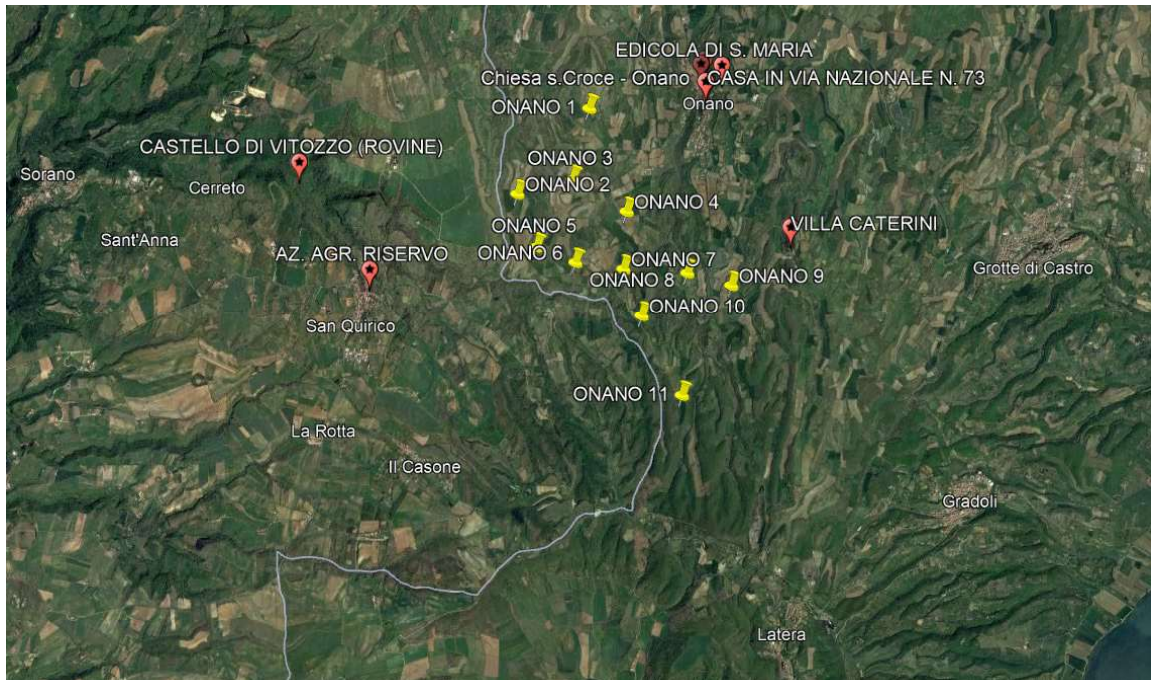 EDICOLA DI S. MARIA
Chiesa s.Croce - Onano
CASA IN VIA NAZIONALE N. 73
ONANO 1
Onano
CASTELLO DI VITOZZO (ROVINE)
ONANO 3
Sorano
Cerreto
ONANO 2
ONANO 4
Sant'Anna
ONANO 5
VILLA CATERINI
AZ. AGR. RISERVO
ONANO 6
ONANO 7
Grotte di Castro
ONANO 8
ONANO 9
San Quirico
ONANO 10
ONANO 11
La Rotta
Il Casone
Gradoli
Latera